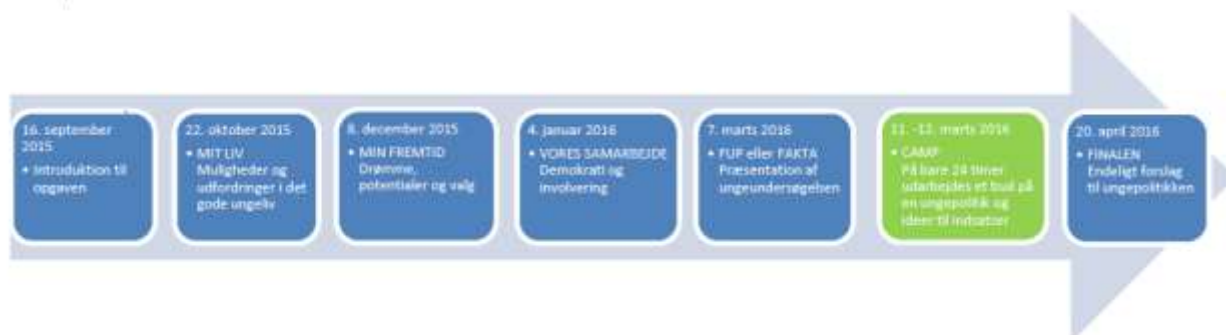 16. september
2015
• Introduktion til
opgaven
22. oktober 2015
• MIT LIV
Muligheder og
udfordringer i det
gode ungeliv
8. december 2015
• MIN FREMTID
Drømme,
potentialer og valg
4. januar 2016
• VORES SAMARBEJDE
Demokrati og
involvering
7. marts 2016
• FUP eller FAKTA
Præsentation af
ungeundersøgelsen
11. -12. marts 2016
• CAMP
På bare 24 timer
udarbejdes et bud på
en ungepolitik og
ideer til indsatser
20. april 2016
• FINALEN
Endeligt forslag
til ungepolitikken